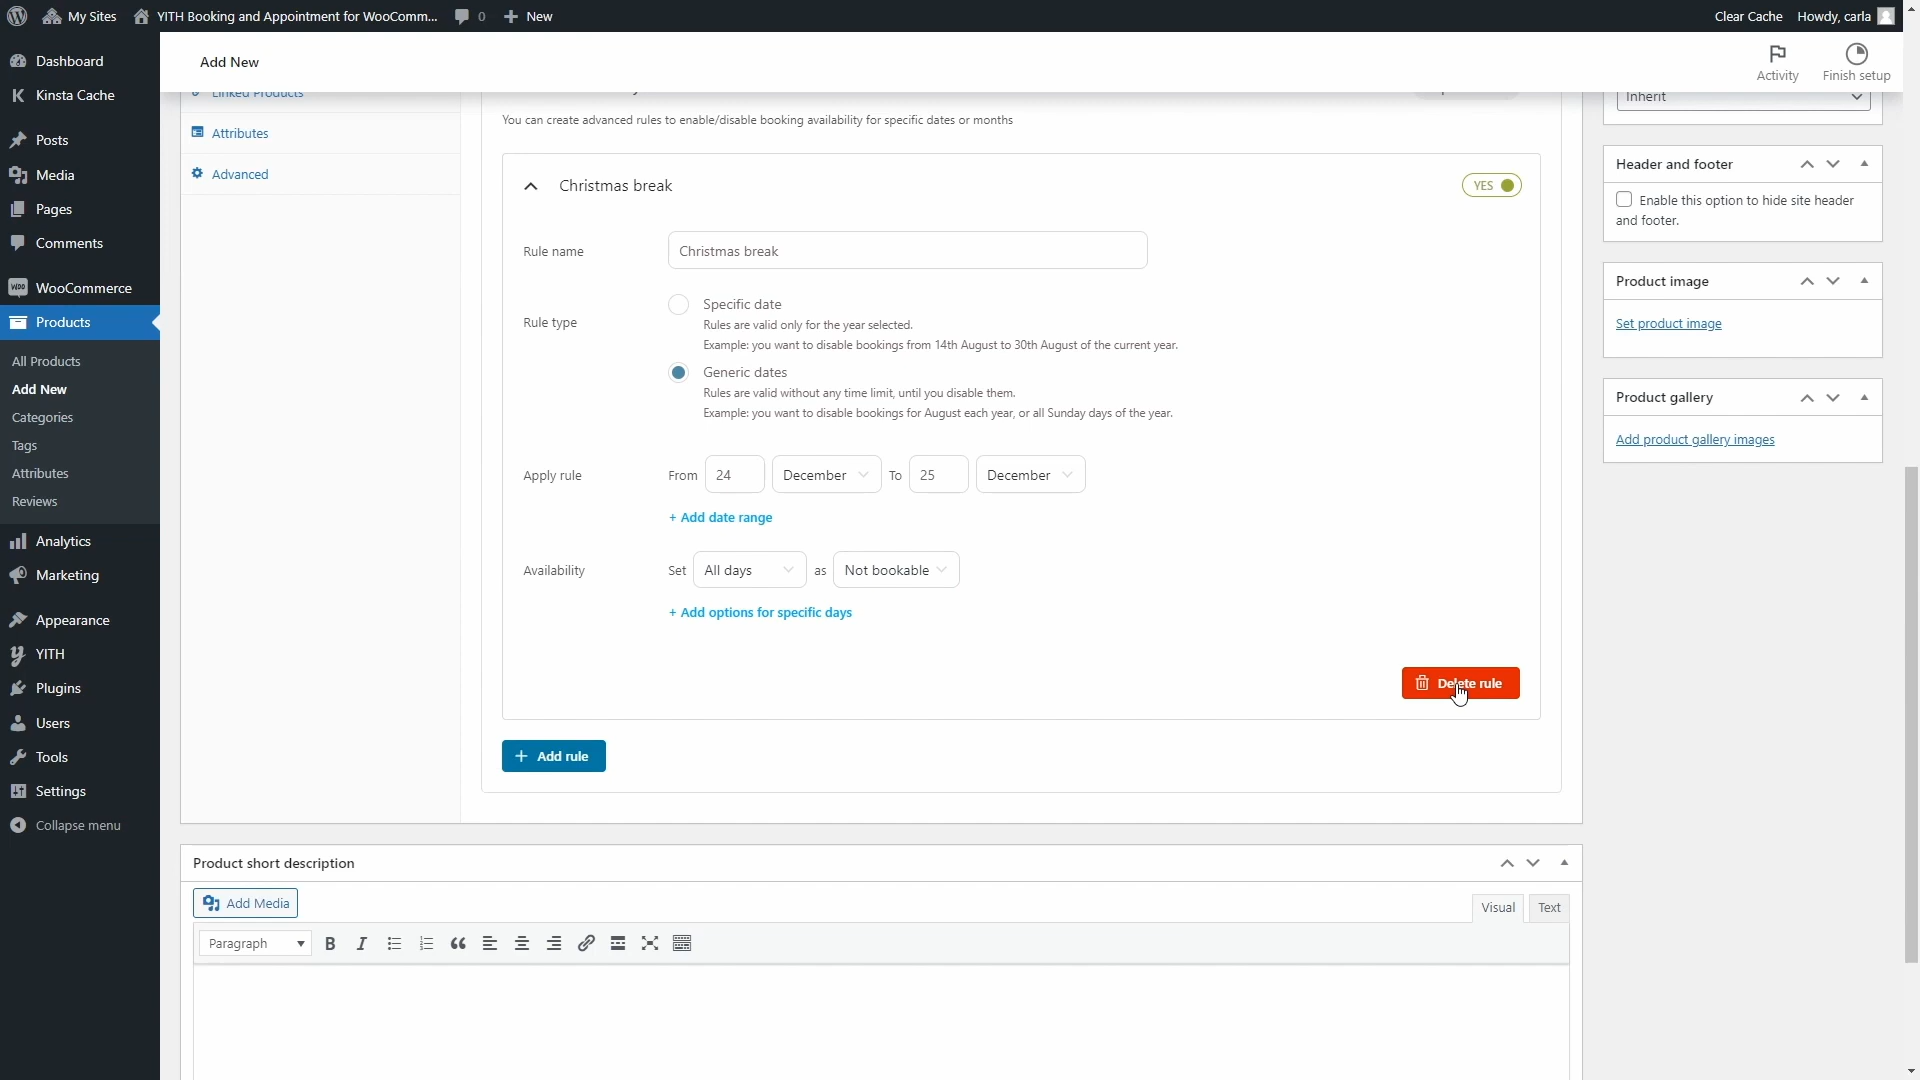 My Sites YITH Booking and Appointment for WooComm... 0 New Clear Cache Howdy, carla
Add New
Activity
Finish setup
Dashboard
Kinsta Cache
Posts
Media
Pages
Comments
WooCommerce
Products
All Products
Add New
Categories
Tags
Attributes
Reviews
Analytics
Marketing
Appearance
YITH
Plugins
Users
Tools
Settings
Collapse menu
Linked Products
Attributes
Advanced
You can create advanced rules to enable/disable booking availability for specific dates or months
Christmas break YES
Rule name Christmas break
Rule type
Specific date
Rules are valid only for the year selected.
Example: you want to disable bookings from 14th August to 30th August of the current year.
Generic dates
Rules are valid without any time limit, until you disable them.
Example: you want to disable bookings for August each year, or all Sunday days of the year.
Apply rule From 24 December To 25 December
+ Add date range
Availability Set All days as Not bookable
+ Add options for specific days
Delete rule
+ Add rule
Product short description
Add Media
Visual Text
Paragraph
Inherit
Header and footer
Enable this option to hide site header
and footer.
Product image
Set product image
Product gallery
Add product gallery images